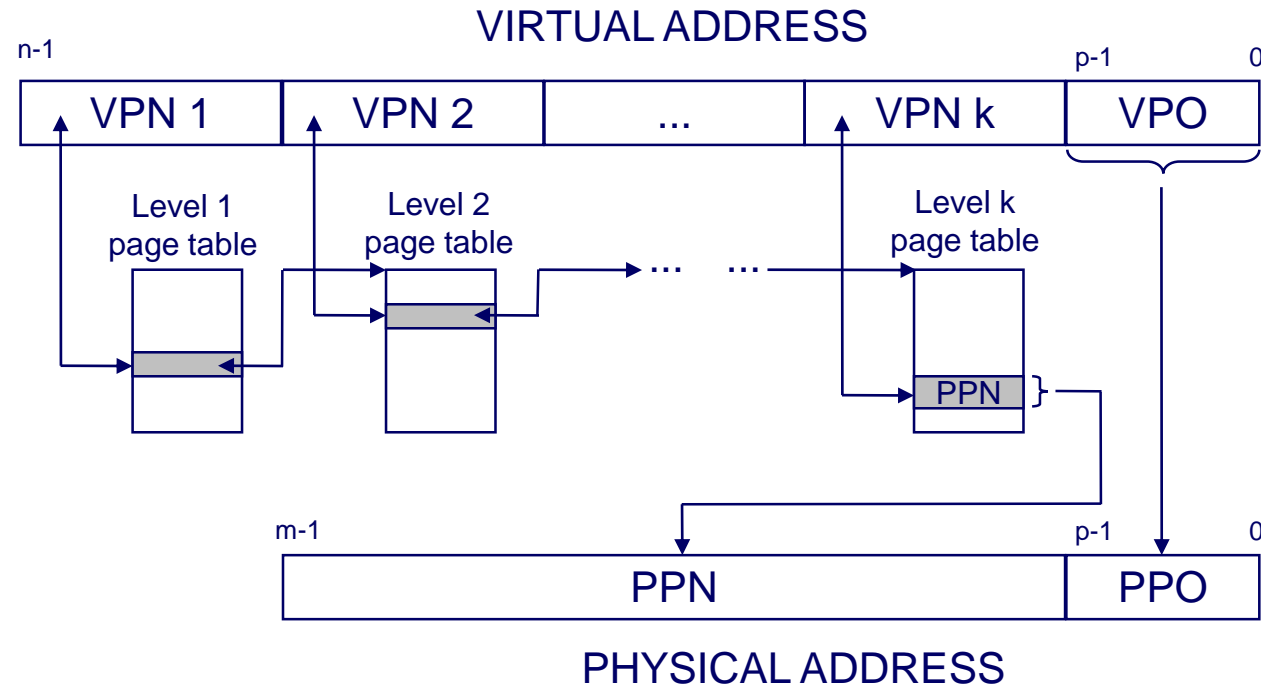 VIRTUAL ADDRESS
n-1
p-1
0
VPN 1
VPN 2
...
VPN k
VPO
Level 1
page table
Level 2
page table
Level k
page table
... ...
PPN
m-1
p-1
0
PPN
PPO
PHYSICAL ADDRESS